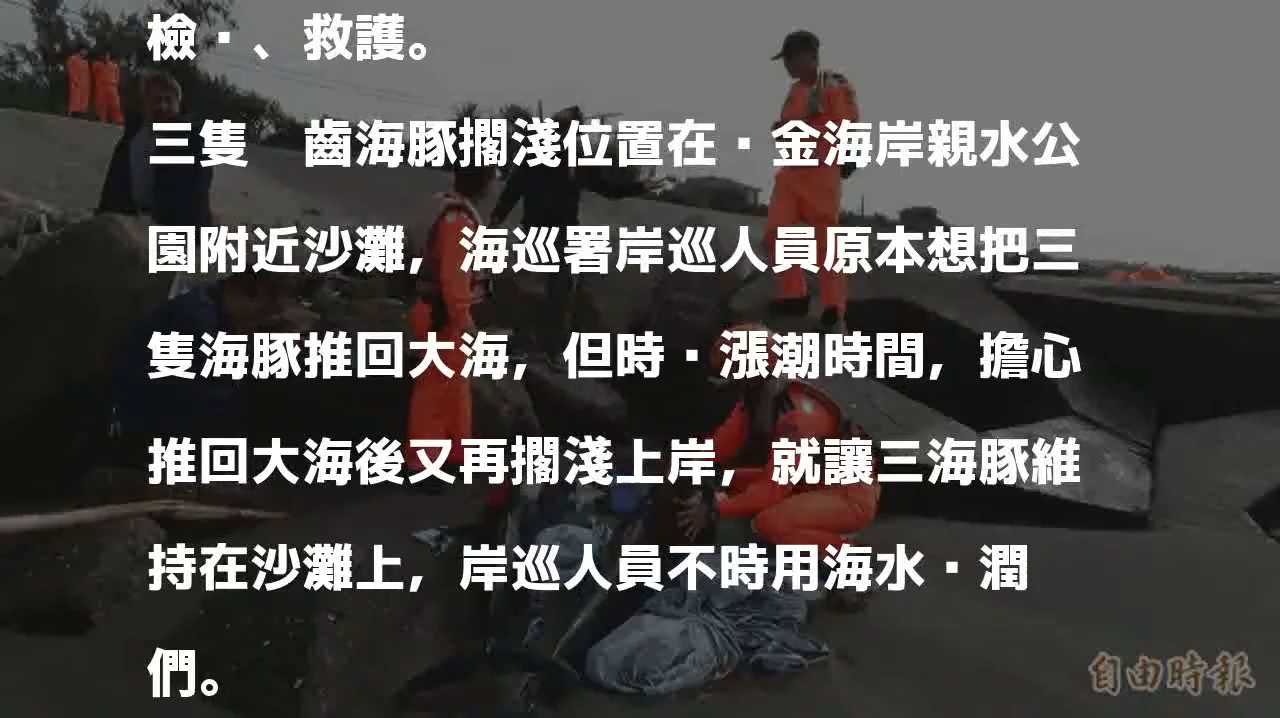 檢▪、救護。
三隻　齒海豚擱淺位置在▪金海岸親水公
園附近沙灘，海巡署岸巡人員原本想把三
隻海豚推回大海，但時▪漲潮時間，擔心
推回大海後又再擱淺上岸，就讓三海豚維
持在沙灘上，岸巡人員不時用海水▪潤
們。
自由時報